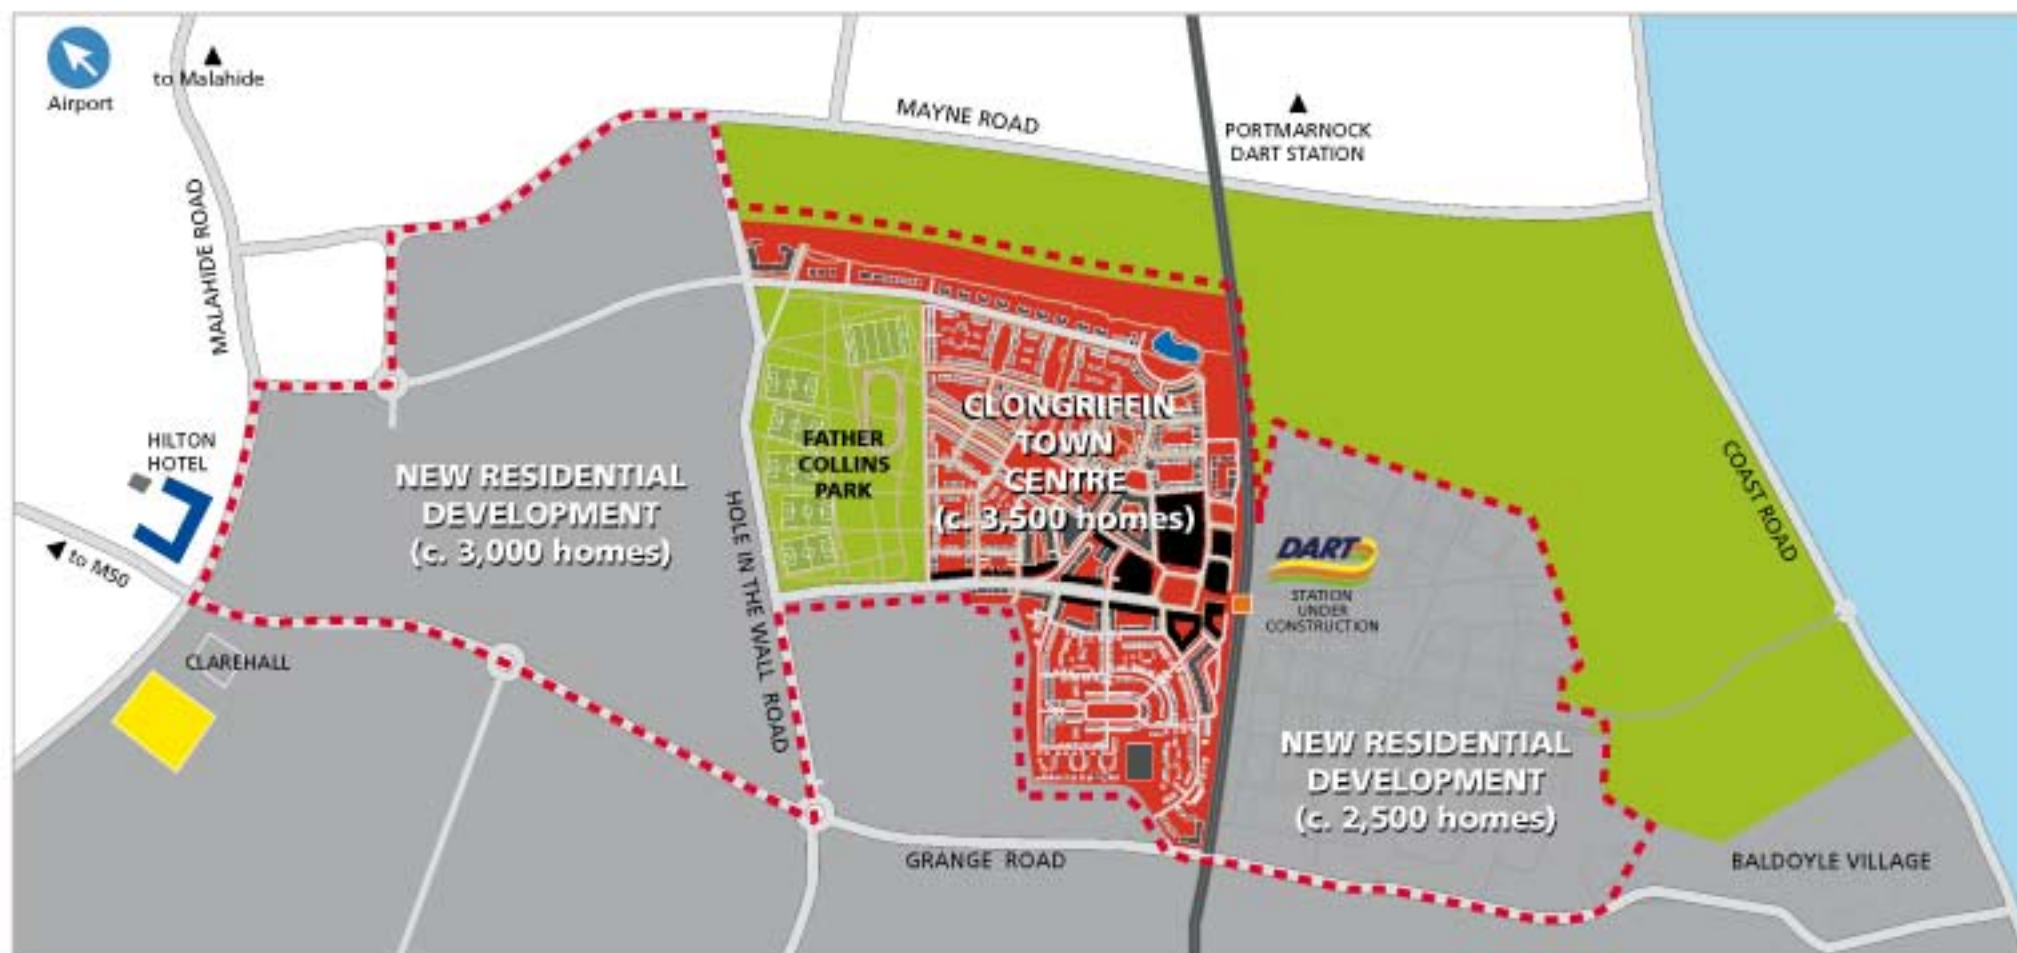 Airport
to Malahide
MAYNE ROAD
PORTMARNOCK
DART STATION
MALAHIDE ROAD
HILTON
HOTEL
to M50
NEW RESIDENTIAL
DEVELOPMENT
(c. 3,000 homes)
HOLE IN THE WALL ROAD
FATHER
COLLINS
PARK
CLONGRIFFIN
TOWN
CENTRE
(c. 3,500 homes)
DART
STATION
UNDER
CONSTRUCTION
COAST ROAD
CLAREHALL
NEW RESIDENTIAL
DEVELOPMENT
(c. 2,500 homes)
GRANGE ROAD
BALDOYLE VILLAGE